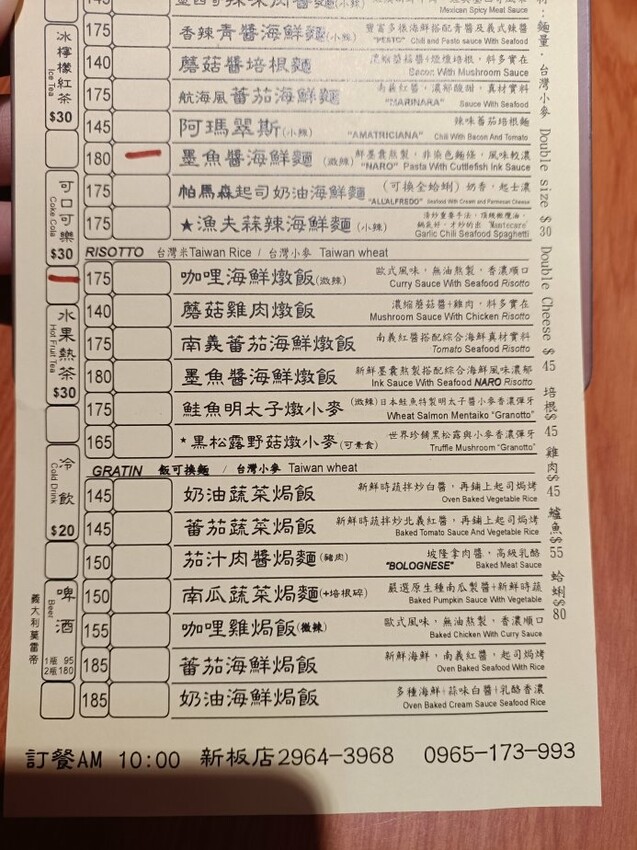 Mexican Spicy Meat Sauce
175 香辣青醬海鮮麵(小辣) 豐富多樣海鮮搭配青醬及義式辣醬
"PESTO" Chili and Pesto sauce With Seafood
140 蘑菇醬培根麵 料多實在
Bacon With Mushroom Sauce
175 航海風蕃茄海鮮麵 南義紅醬，濃郁酸甜，真材實料
"MARINARA" Sauce With Seafood
145 阿瑪翠斯(小辣) 辣味蕃茄培根麵
"AMATRICIANA" Chili With Bacon And Tomato
180 墨魚醬海鮮麵 (微辣) 鮮墨囊熬製，非染色麵條，風味較濃
"NARO" Pasta With Cuttlefish Ink Sauce
175 帕馬森起司奶油海鮮麵 (可換全蛤蜊) 奶香，起士濃
"ALL'ALFREDO" Seafood With Cream and Parmesan Cheese
175 ★漁夫蒜辣海鮮麵(小辣)
Garlic Chili Seafood Spaghetti
RISOTTO 台灣米Taiwan Rice / 台灣小麥 Taiwan wheat
175 咖哩海鮮燉飯(微辣) 歐式風味，無油熬製，香濃順口
Curry Seafood With Sauce Risotto
140 蘑菇雞肉燉飯 濃縮蘑菇醬+雞肉，料多實在
Mushroom Sauce With Chicken Risotto
175 南義蕃茄海鮮燉飯 南義紅醬搭配綜合海鮮真材實料
Tomato Seafood Risotto
180 墨魚醬海鮮燉飯 新鮮墨囊熬製搭配綜合海鮮風味濃郁
Ink Sauce With Seafood NARO Risotto
175 鮭魚明太子燉小麥 (微辣)日本鮭魚特製明太子醬小麥香濃彈牙
Wheat Salmon Mentaiko "Granotto"
165 ★黑松露野菇燉小麥(可素食) 世界珍饈黑松露與小麥香濃彈牙
Truffle Mushroom "Granotto"
GRATIN 飯可換麵 / 台灣小麥 Taiwan wheat
145 奶油蔬菜焗飯 新鮮時蔬拌炒白醬，再鋪上起司焗烤
Oven Baked Vegetable Rice
145 蕃茄蔬菜焗飯 新鮮時蔬拌炒北義紅醬，再鋪上起司焗烤
Baked Tomato Sauce And Vegetable Rice
150 茄汁肉醬焗麵(豬肉) 坡隆拿肉醬，高級乳酪
"BOLOGNESE" Baked Meat Sauce
150 南瓜蔬菜焗麵(+培根碎) 嚴選原生種南瓜製醬+新鮮時蔬
Baked Pumpkin Sauce With Vegetable
155 咖哩雞焗飯(微辣) 歐式風味，無油熬製，香濃順口
Baked Chicken With Curry Sauce
185 蕃茄海鮮焗飯 新鮮海鮮，南義紅醬，起司焗烤
Oven Baked Seafood With Rice
185 奶油海鮮焗飯 多種海鮮+蒜味白醬+乳酪香濃
Oven Baked Cream Sauce Seafood Rice
冰檸檬紅茶
Ice Tea
$30
可口可樂
Coke Cola
$30
水果熱茶
Hot Fruit Tea
$30
冷飲
Cold Drink
$20
啤酒
Beer
1瓶 95
2瓶180
義大利莫雷帝
麵量：台灣小麥 Double size $30 Double Cheese $45 培根$45 雞肉$45 鱸魚$55 蛤蜊$80
訂餐AM 10:00 新板店2964-3968 0965-173-993